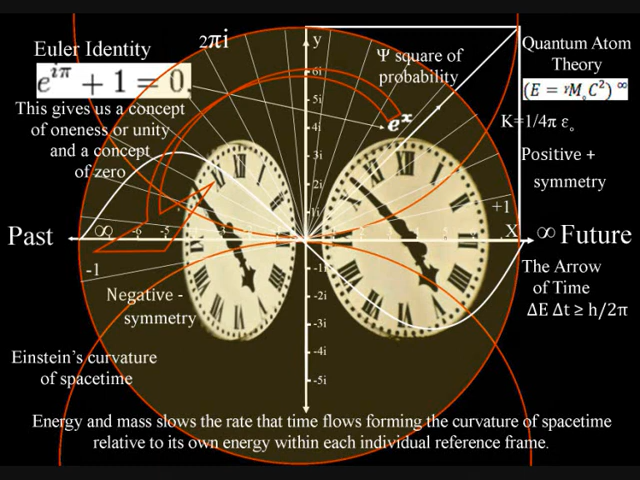 Euler Identity
e^iπ + 1 = 0.
This gives us a concept
of oneness or unity
and a concept
of zero
2πi
y
Ψ square of
probability
e^x
Quantum Atom
Theory
(E = γM₀C²)^∞
K=1/4π ε₀
Positive +
symmetry
6i
5i
4i
3i
2i
1i
+1
Past
∞
-6
-5
X
∞ Future
-1
Negative -
symmetry
-1i
-2i
-3i
-4i
-5i
The Arrow
of Time
ΔE Δt ≥ h/2π
Einstein's curvature
of spacetime
Energy and mass slows the rate that time flows forming the curvature of spacetime
relative to its own energy within each individual reference frame.